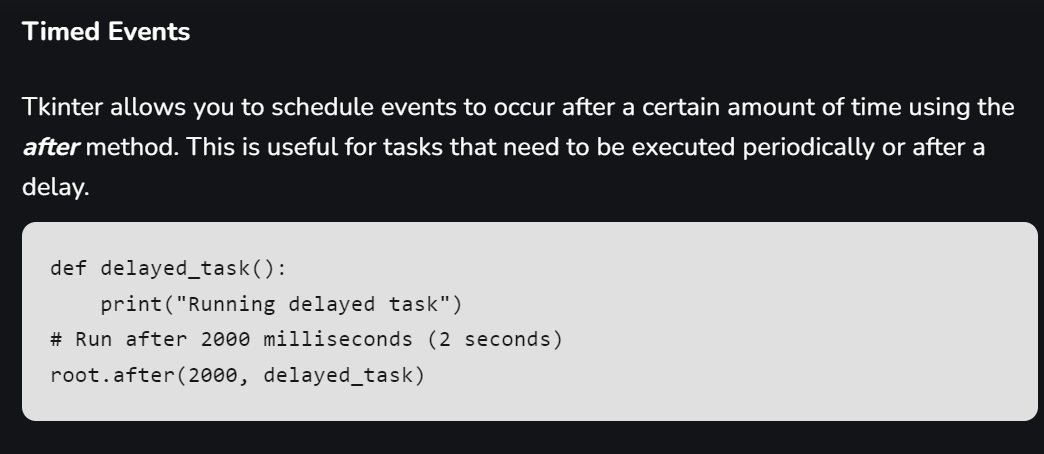 Timed Events
Tkinter allows you to schedule events to occur after a certain amount of time using the
after method. This is useful for tasks that need to be executed periodically or after a
delay.
def delayed_task():
    print("Running delayed task")
# Run after 2000 milliseconds (2 seconds)
root.after(2000, delayed_task)